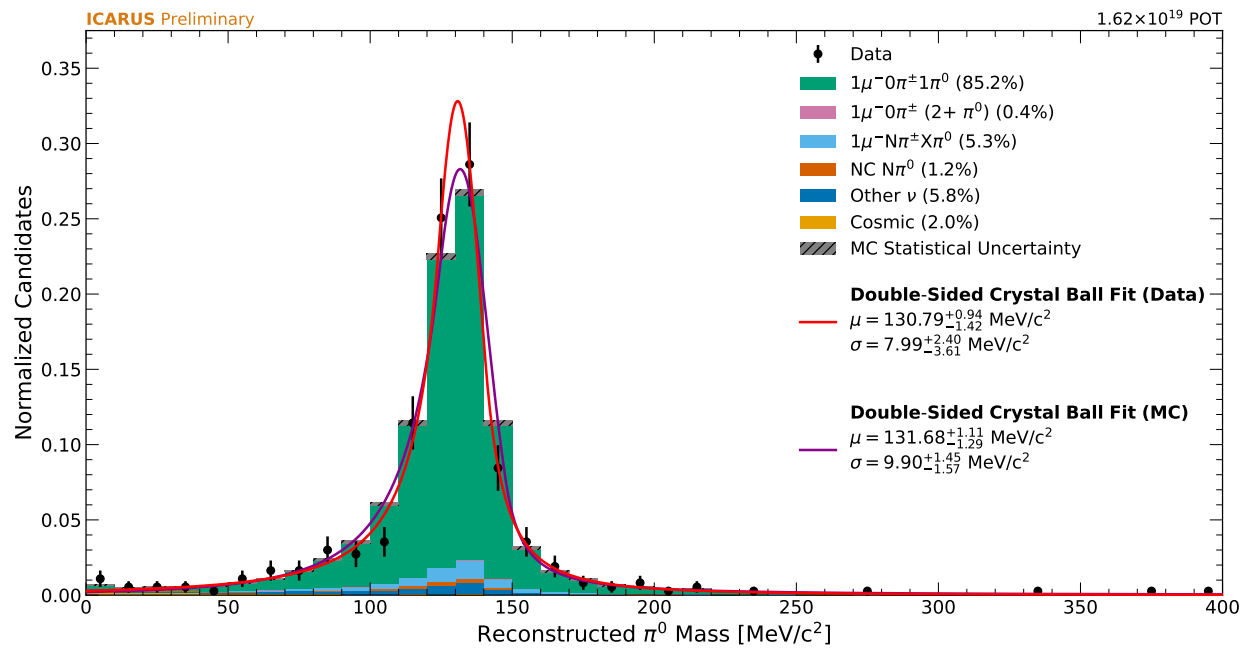 ICARUS Preliminary
1.62×10¹⁹ POT
Data
1μ⁻0π±1π⁰ (85.2%)
1μ⁻0π± (2+ π⁰) (0.4%)
1μ⁻Nπ±Xπ⁰ (5.3%)
NC Nπ⁰ (1.2%)
Other ν (5.8%)
Cosmic (2.0%)
MC Statistical Uncertainty
Double-Sided Crystal Ball Fit (Data)
μ = 130.79 +0.94 −1.42 MeV/c²
σ = 7.99 +2.40 −3.61 MeV/c²
Double-Sided Crystal Ball Fit (MC)
μ = 131.68 +1.11 −1.29 MeV/c²
σ = 9.90 +1.45 −1.57 MeV/c²
Normalized Candidates
0.35
0.30
0.25
0.20
0.15
0.10
0.05
0.00
0 50 100 150 200 250 300 350 400
Reconstructed π⁰ Mass [MeV/c²]